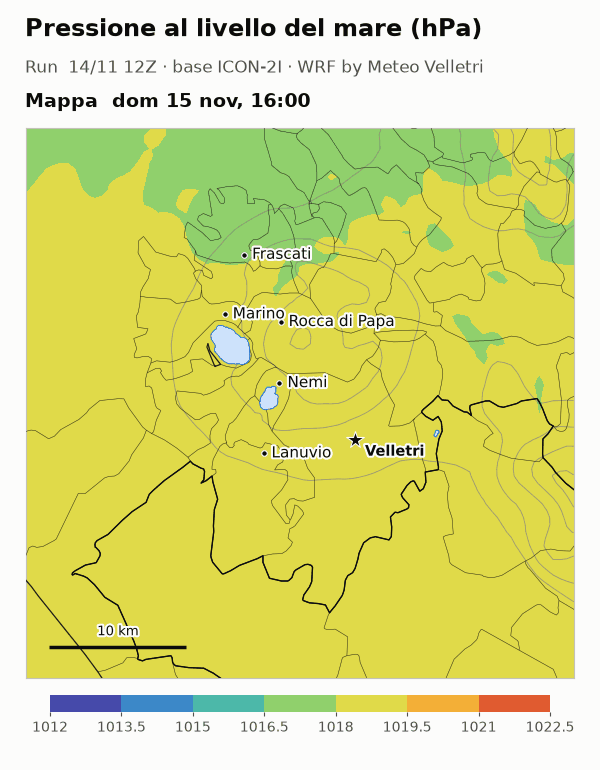 Pressione al livello del mare (hPa)
Run  14/11 12Z · base ICON-2I · WRF by Meteo Velletri
Mappa  dom 15 nov, 16:00
Frascati
Marino
Rocca di Papa
Nemi
Velletri
Lanuvio
10 km
1012 1013.5 1015 1016.5 1018 1019.5 1021 1022.5